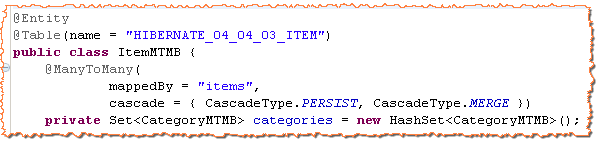 @Entity
@Table(name = "HIBERNATE_04_04_03_ITEM")
public class ItemMTMB {
@ManyToMany(
mappedBy = "items",
cascade = { CascadeType.PERSIST, CascadeType.MERGE })
private Set<CategoryMTMB> categories = new HashSet<CategoryMTMB>();